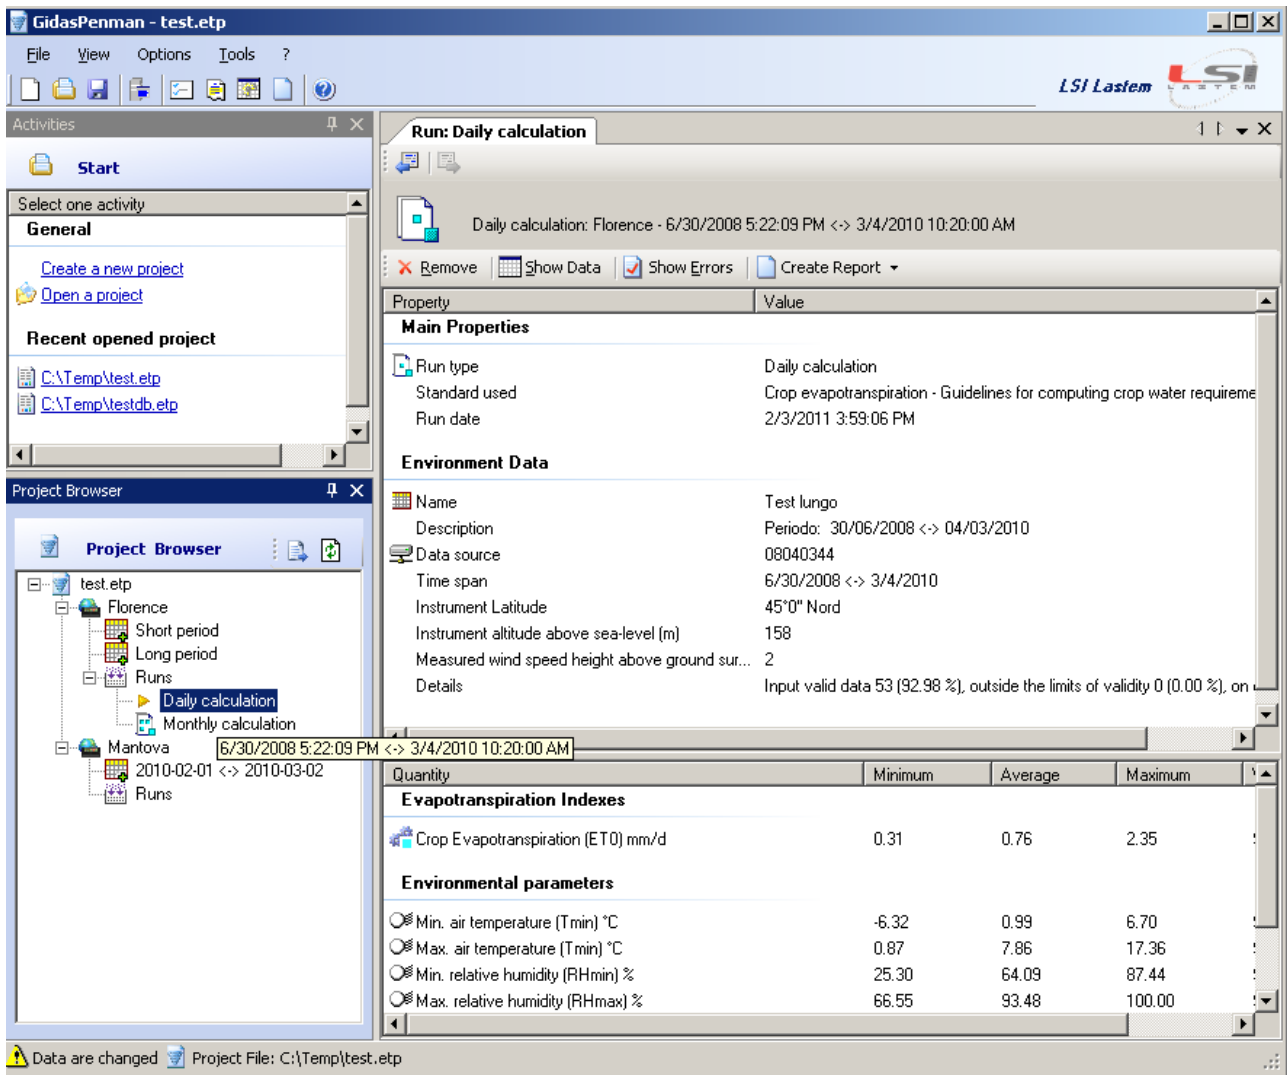 GidasPenman - test.etp
File View Options Tools ?
LSI Lastem
LSI
LASTEM
Activities
Start
Select one activity
General
Create a new project
Open a project
Recent opened project
C:\Temp\test.etp
C:\Temp\testdb.etp
Project Browser
Project Browser
test.etp
Florence
Short period
Long period
Runs
Daily calculation
Monthly calculation
Mantova
6/30/2008 5:22:09 PM <-> 3/4/2010 10:20:00 AM
2010-02-01 <-> 2010-03-02
Runs
Run: Daily calculation
Daily calculation: Florence - 6/30/2008 5:22:09 PM <-> 3/4/2010 10:20:00 AM
Remove Show Data Show Errors Create Report
Property Value
Main Properties
Run type Daily calculation
Standard used Crop evapotranspiration - Guidelines for computing crop water requireme
Run date 2/3/2011 3:59:06 PM
Environment Data
Name Test lungo
Description Periodo: 30/06/2008 <-> 04/03/2010
Data source 08040344
Time span 6/30/2008 <-> 3/4/2010
Instrument Latitude 45°0" Nord
Instrument altitude above sea-level (m) 158
Measured wind speed height above ground sur... 2
Details Input valid data 53 (92.98 %), outside the limits of validity 0 (0.00 %), on
Quantity Minimum Average Maximum
Evapotranspiration Indexes
Crop Evapotranspiration (ET0) mm/d 0.31 0.76 2.35
Environmental parameters
Min. air temperature (Tmin) °C -6.32 0.99 6.70
Max. air temperature (Tmin) °C 0.87 7.86 17.36
Min. relative humidity (RHmin) % 25.30 64.09 87.44
Max. relative humidity (RHmax) % 66.55 93.48 100.00
Data are changed Project File: C:\Temp\test.etp